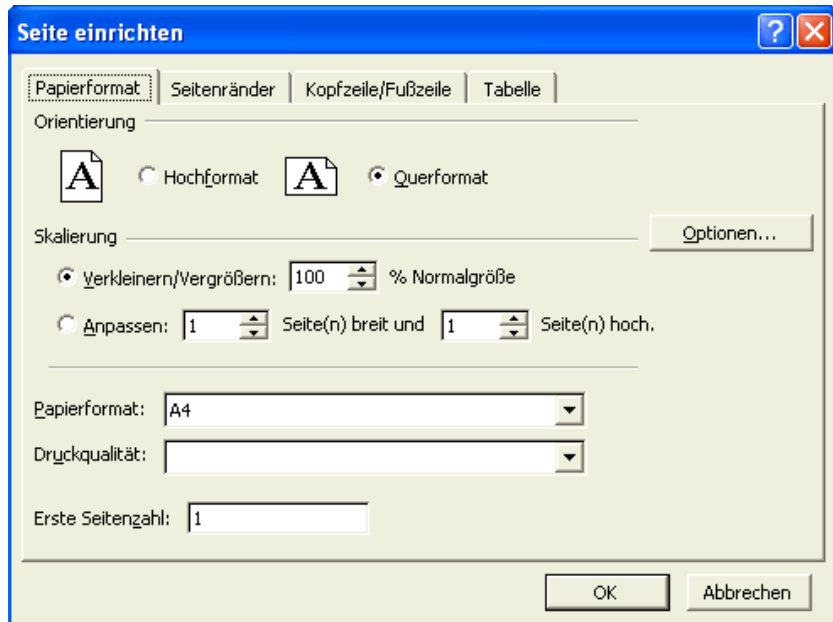 Seite einrichten
Papierformat Seitenränder Kopfzeile/Fußzeile Tabelle
Orientierung
A Hochformat A Querformat
Skalierung
Optionen...
Verkleinern/Vergrößern: 100 % Normalgröße
Anpassen: 1 Seite(n) breit und 1 Seite(n) hoch.
Papierformat: A4
Druckqualität:
Erste Seitenzahl: 1
OK Abbrechen